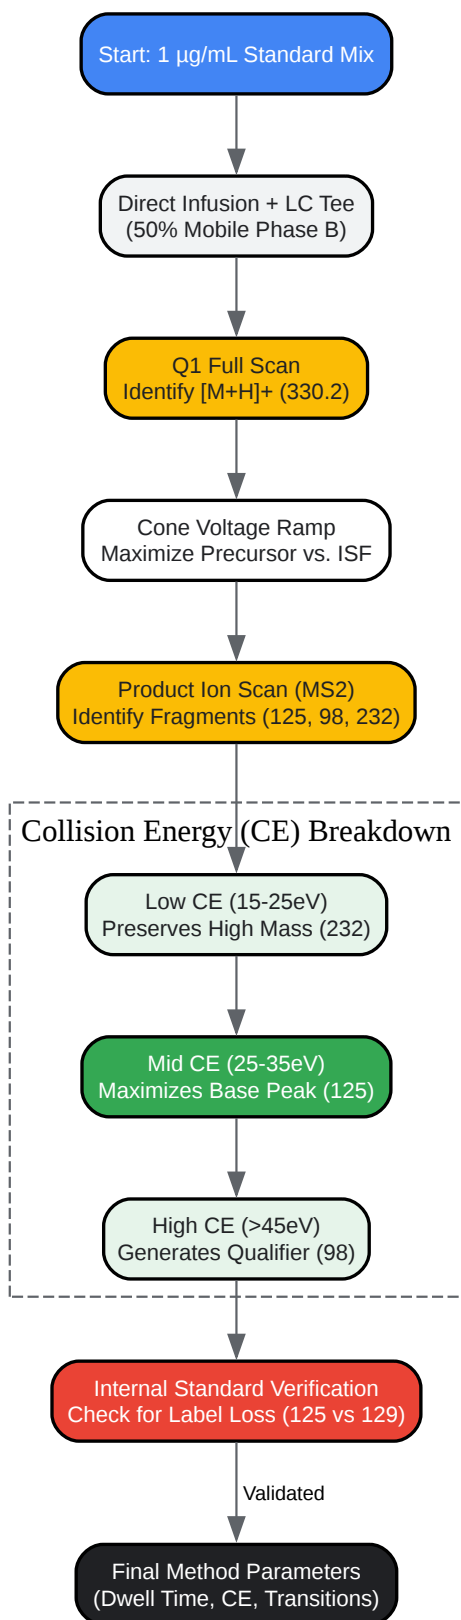 Start: 1 µg/mL Standard Mix
Direct Infusion + LC Tee
(50% Mobile Phase B)
Q1 Full Scan
Identify [M+H]+ (330.2)
Cone Voltage Ramp
Maximize Precursor vs. ISF
Product Ion Scan (MS2)
Identify Fragments (125, 98, 232)
Collision Energy (CE) Breakdown
Low CE (15-25eV)
Preserves High Mass (232)
Mid CE (25-35eV)
Maximizes Base Peak (125)
High CE (>45eV)
Generates Qualifier (98)
Internal Standard Verification
Check for Label Loss (125 vs 129)
Validated
Final Method Parameters
(Dwell Time, CE, Transitions)